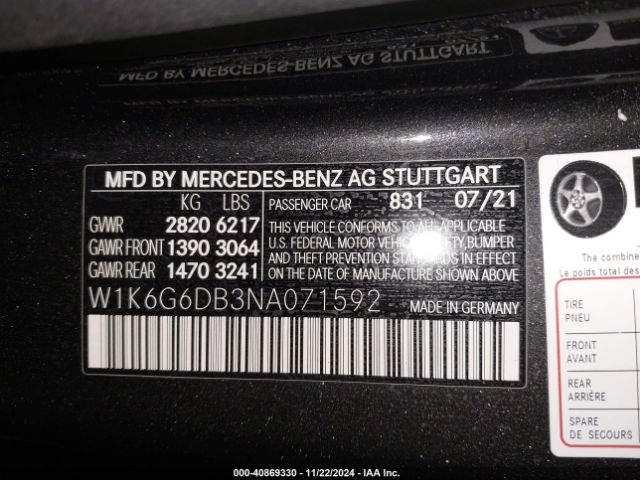 MFD BY MERCEDES-BENZ AG STUTTGART
MFD BY MERCEDES-BENZ AG STUTTGART
KG LBS PASSENGER CAR 831 07/21
GVWR 2820 6217
GAWR FRONT 1390 3064
GAWR REAR 1470 3241
THIS VEHICLE CONFORMS TO ALL APPLICABLE
U.S. FEDERAL MOTOR VEHICLE SAFETY, BUMPER
AND THEFT PREVENTION STANDARDS IN EFFECT
ON THE DATE OF MANUFACTURE SHOWN ABOVE.
W1K6G6DB3NA071592 MADE IN GERMANY
The combine
Le poids total des
TIRE
PNEU
FRONT
AVANT
REAR
ARRIÈRE
SPARE
DE SECOURS
000-40869330 - 11/22/2024 - IAA Inc.